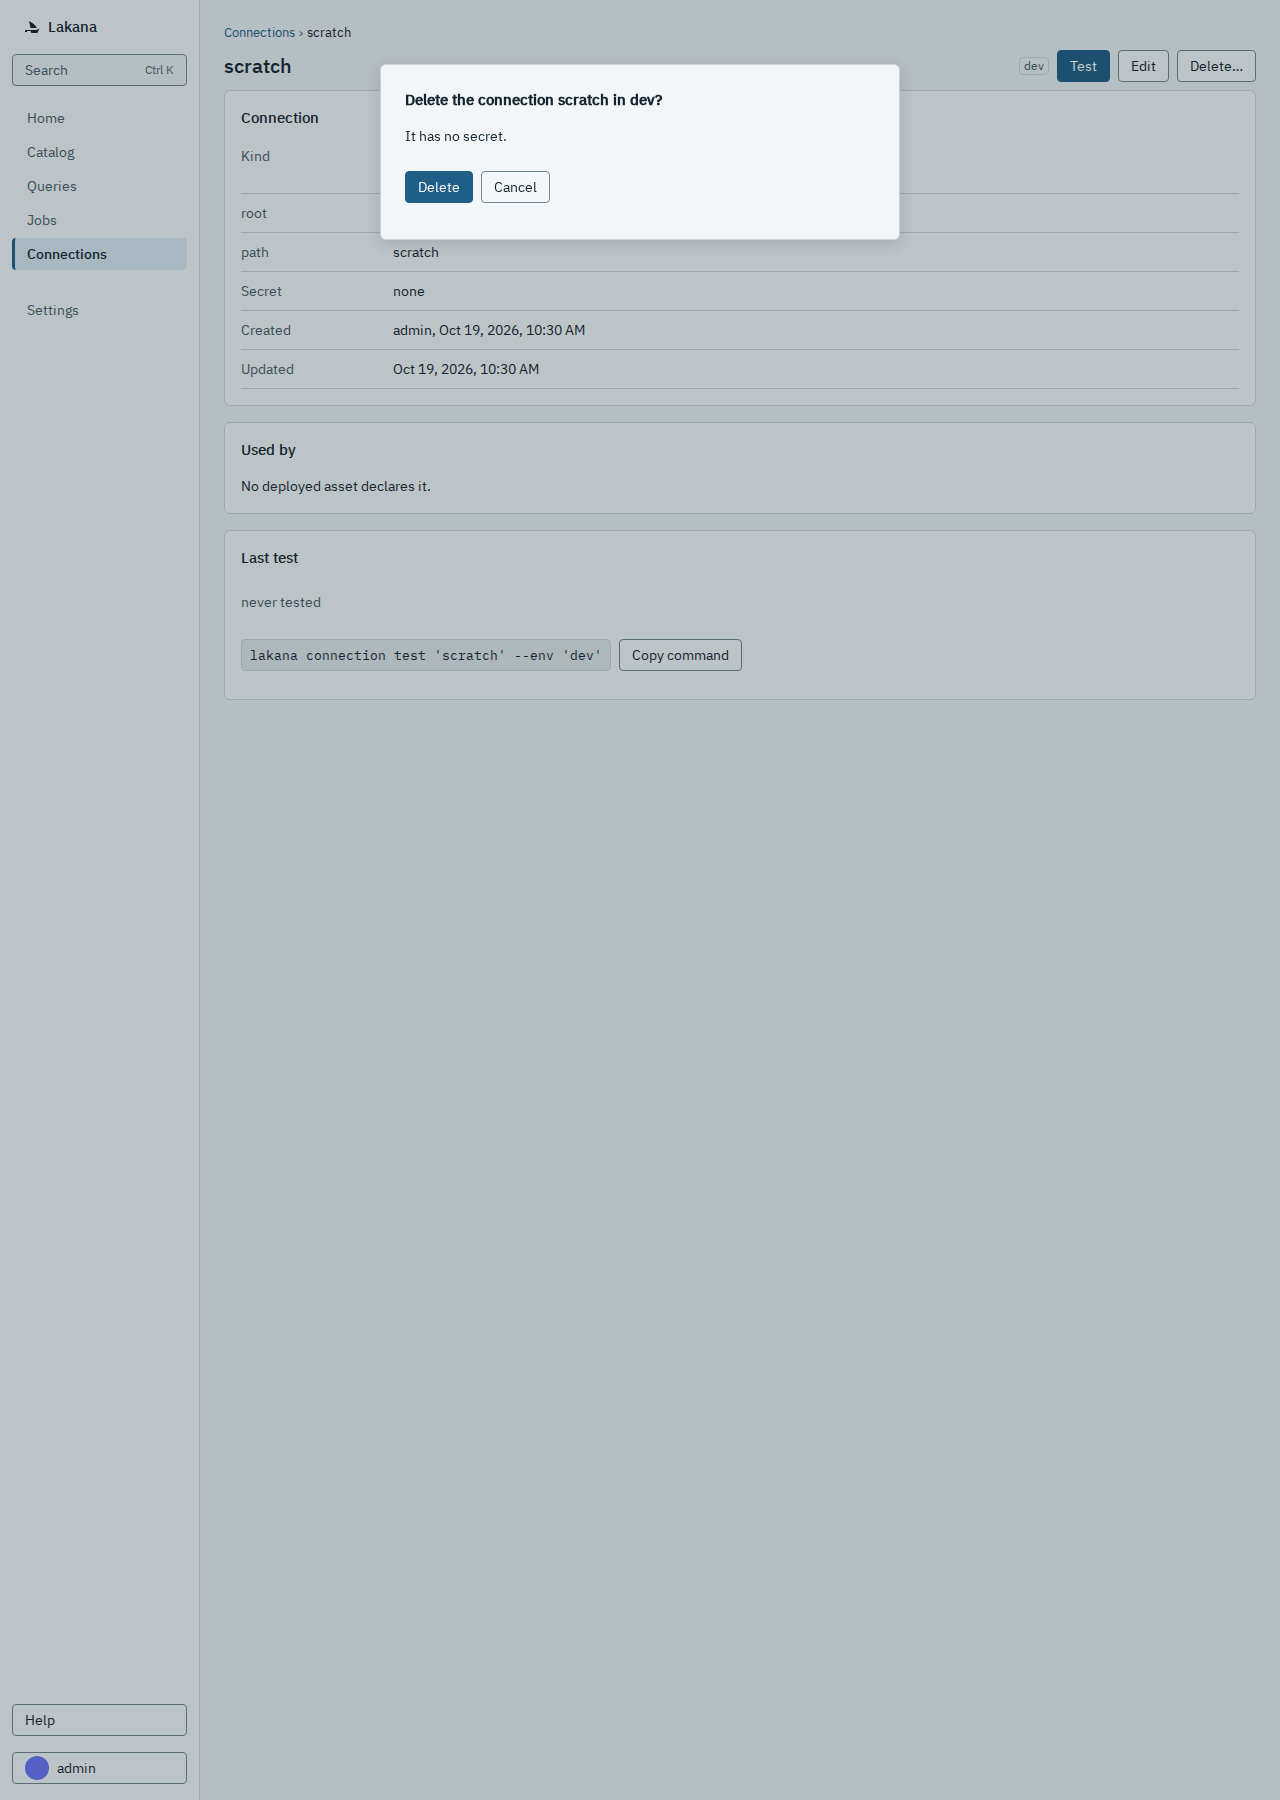 Lakana
Search Ctrl K
Home
Catalog
Queries
Jobs
Connections
Settings
Help
admin
Connections › scratch
scratch
dev Test Edit Delete...
Delete the connection scratch in dev?
It has no secret.
Delete Cancel
Connection
Kind
root
path scratch
Secret none
Created admin, Oct 19, 2026, 10:30 AM
Updated Oct 19, 2026, 10:30 AM
Used by
No deployed asset declares it.
Last test
never tested
lakana connection test 'scratch' --env 'dev' Copy command